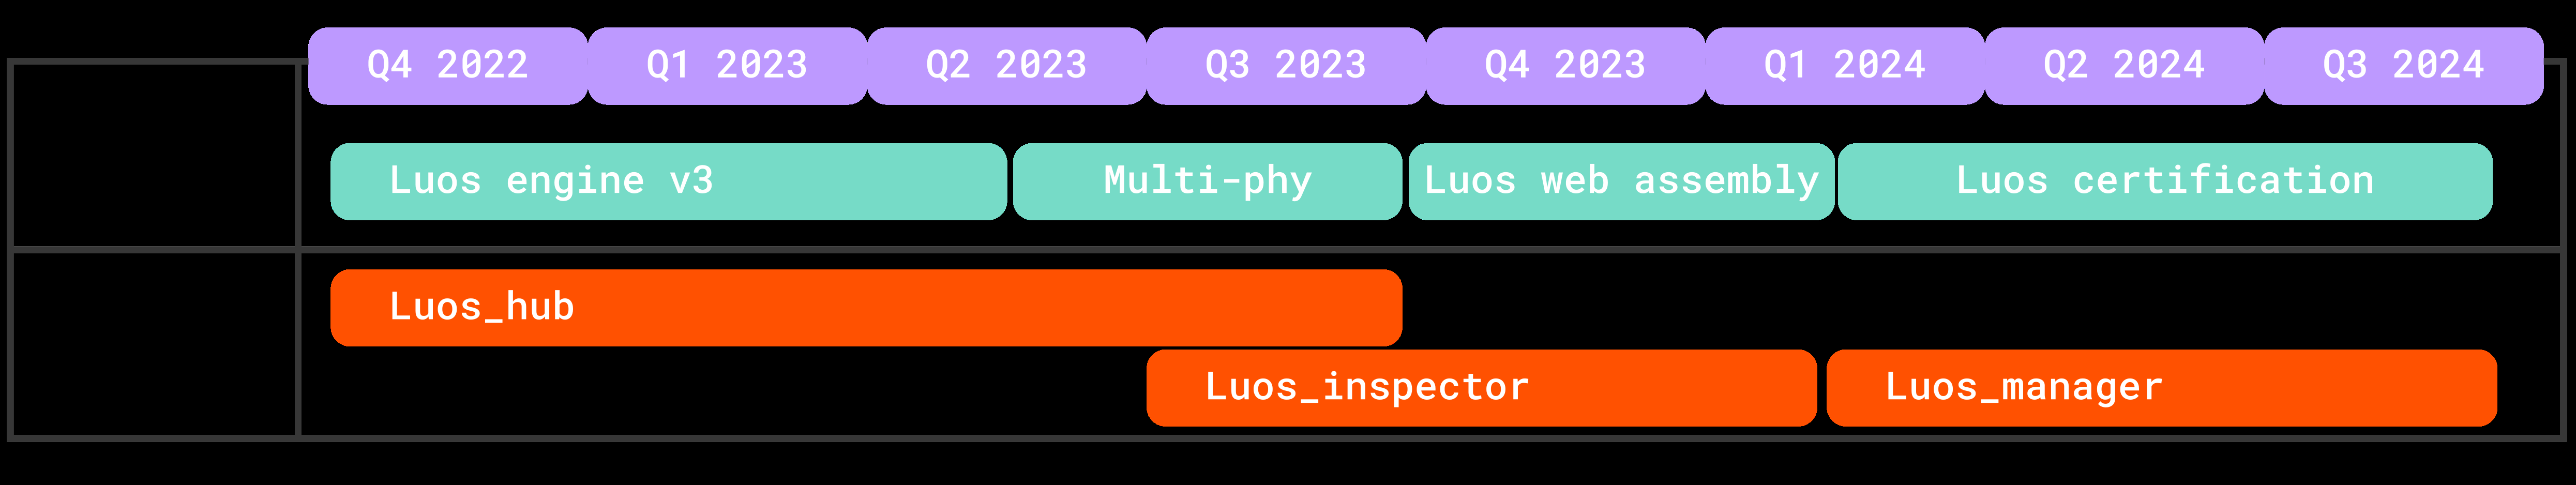 Q4 2022 Q1 2023 Q2 2023 Q3 2023 Q4 2023 Q1 2024 Q2 2024 Q3 2024
Luos engine v3 Multi-phy Luos web assembly Luos certification
Luos_hub
Luos_inspector Luos_manager